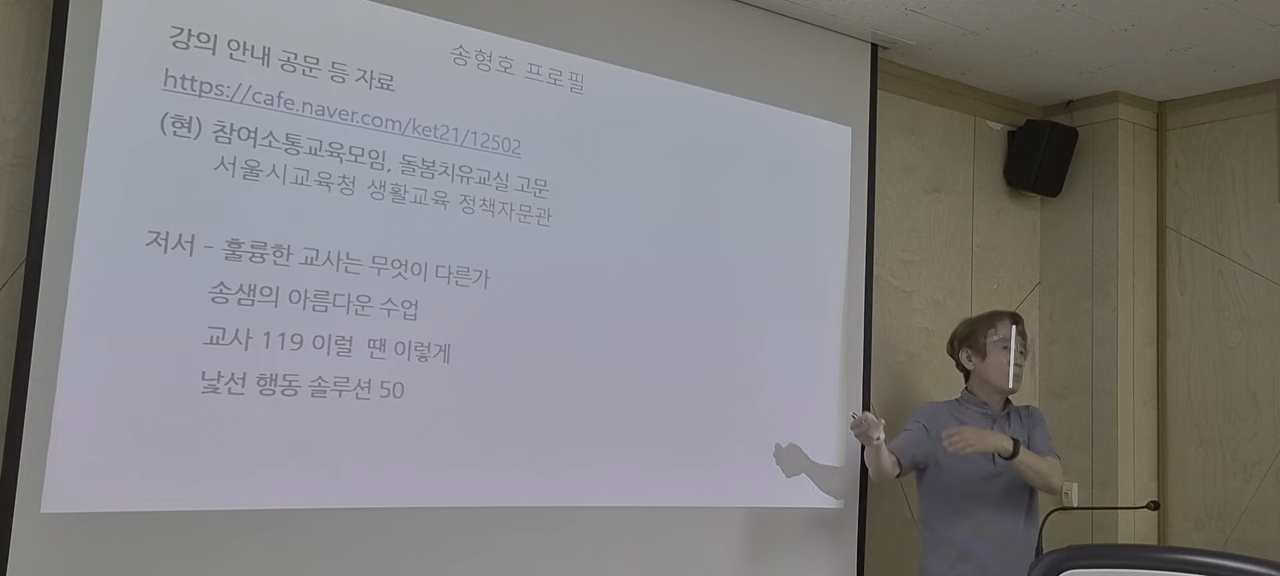 송형호 프로필
강의 안내 공문 등 자료
https://cafe.naver.com/ket21/12502
(현) 참여소통교육모임, 돌봄치유교실 고문
서울시교육청 생활교육 정책자문관
저서 - 훌륭한 교사는 무엇이 다른가
송샘의 아름다운 수업
교사 119 이럴 땐 이렇게
낯선 행동 솔루션 50